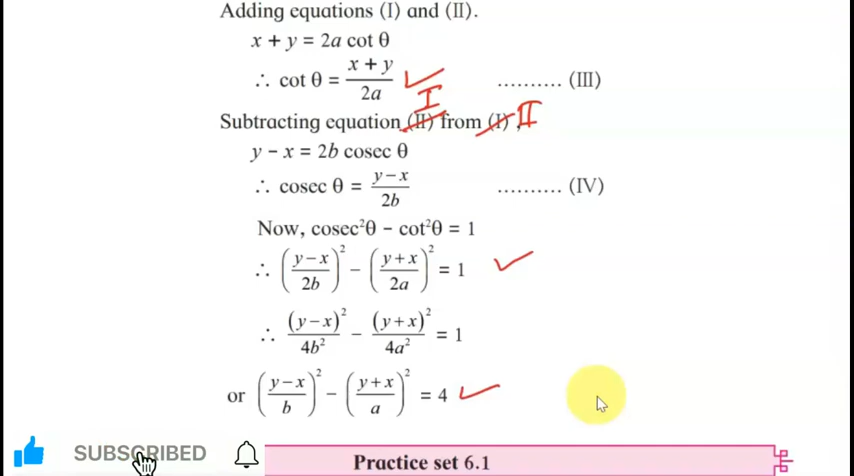 Adding equations (I) and (II).
x + y = 2a cot θ
∴ cot θ = (x + y)/2a .......... (III)
I
Subtracting equation (II) from (I), II
y − x = 2b cosec θ
∴ cosec θ = (y−x)/2b .......... (IV)
Now, cosec²θ − cot²θ = 1
∴ ((y−x)/2b)² − ((y+x)/2a)² = 1
∴ (y−x)²/4b² − (y+x)²/4a² = 1
or ((y−x)/b)² − ((y+x)/a)² = 4
SUBSCRIBED
Practice set 6.1